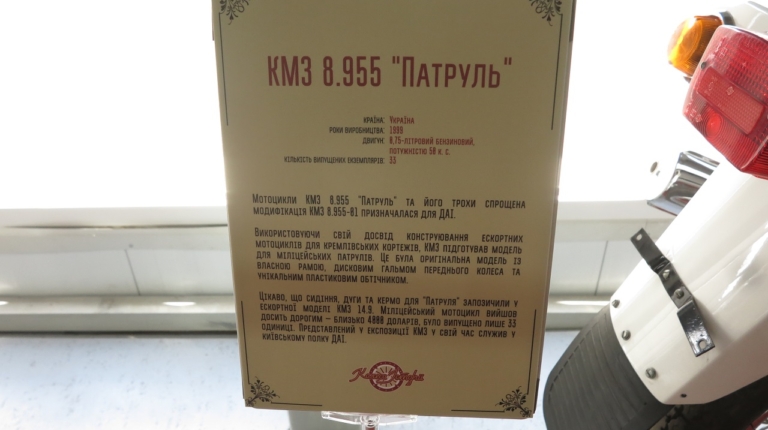 КМЗ 8.955 "Патруль"
країна: Україна
роки виробництва: 1999
двигун: 0,75-літровий бензиновий,
потужністю 50 к. с.
кількість випущених екземплярів: 33
Мотоцикли КМЗ 8.955 "Патруль" та його трохи спрощена
модифікація КМЗ 8.955-01 призначалася для ДАІ.
Використовуючи свій досвід конструювання ескортних
мотоциклів для кремлівських кортежів, КМЗ підготував модель
для міліцейських патрулів. Це була оригінальна модель із
власною рамою, дисковим гальмом переднього колеса та
унікальним пластиковим обтічником.
Цікаво, що сидіння, дуги та кермо для "Патруля" запозичили у
ескортної моделі КМЗ 14.9. Міліцейський мотоцикл вийшов
досить дорогим – близько 4000 доларів, було випущено лише 33
одиниці. Представлений у експозиції КМЗ у свій час служив у
київському полку ДАІ.